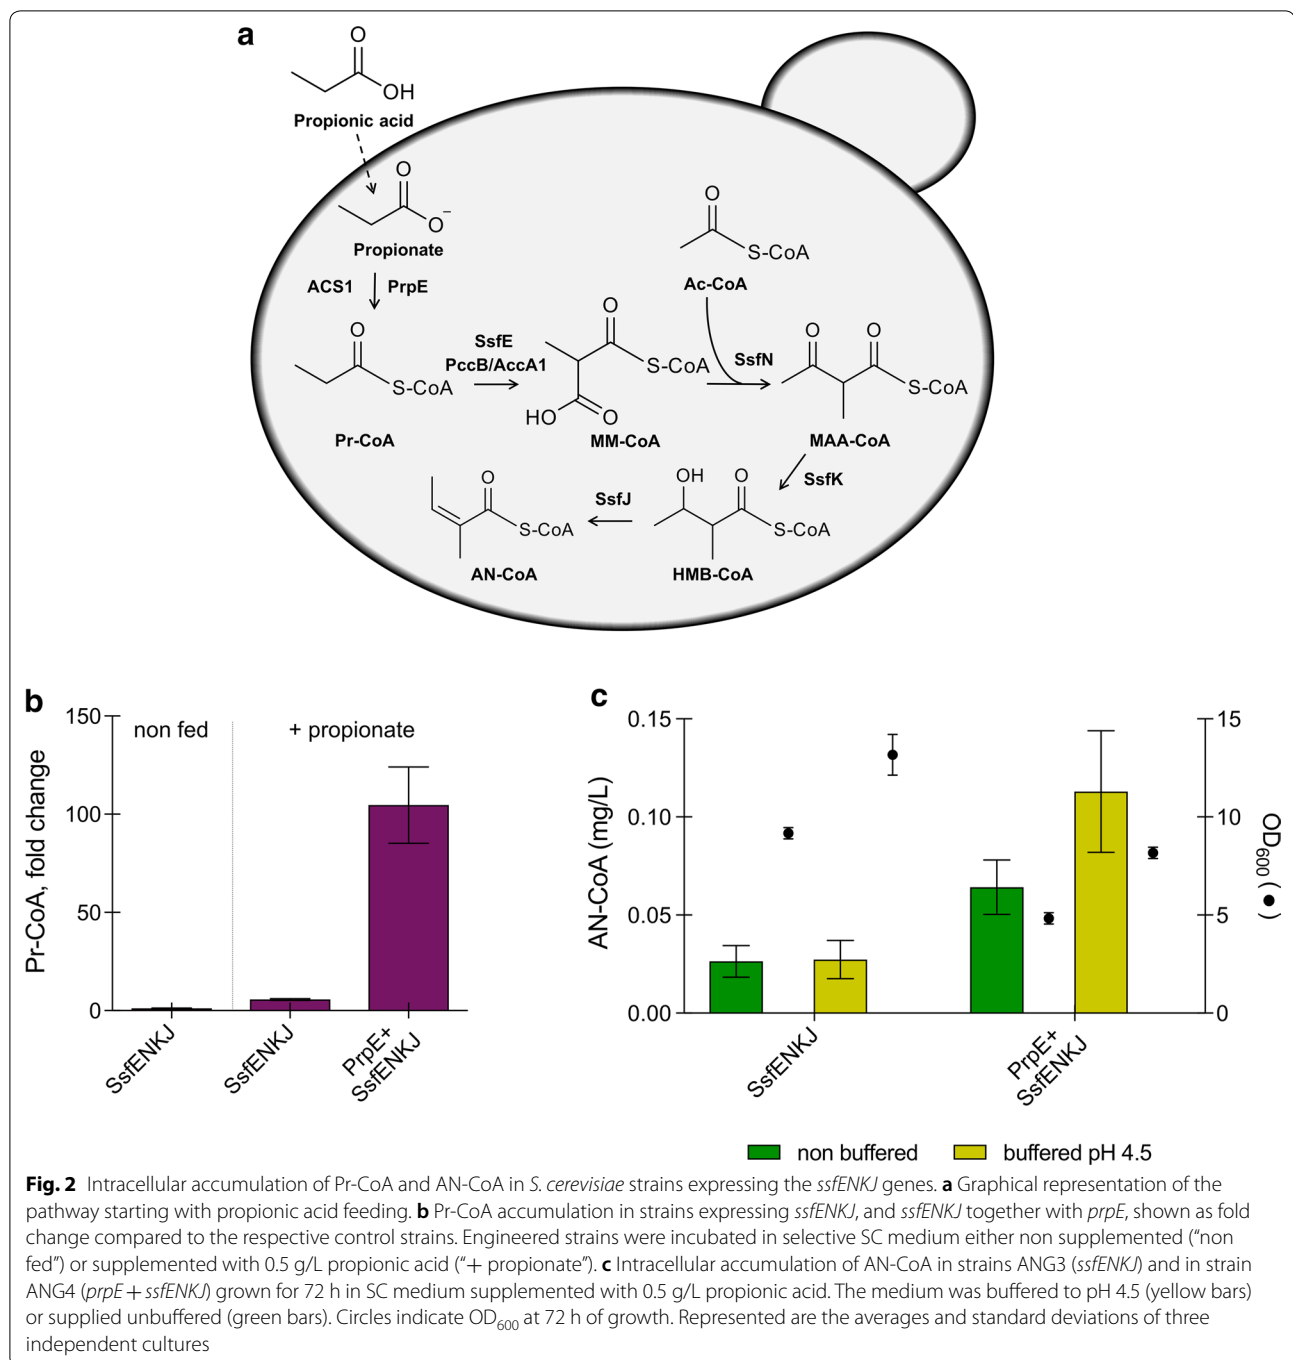 a
O
OH
Propionic acid
O
O−
Propionate
ACS1 PrpE
O
S-CoA
Ac-CoA
O
S-CoA
Pr-CoA
SsfE
PccB/AccA1
O
S-CoA
HO O
MM-CoA
SsfN
O O
S-CoA
MAA-CoA
SsfK
OH O
S-CoA
HMB-CoA
SsfJ
O
S-CoA
AN-CoA
b
Pr-CoA, fold change
150
100
50
0
non fed
+ propionate
SsfENKJ
SsfENKJ
PrpE+
SsfENKJ
c
AN-CoA (mg/L)
0.15
0.10
0.05
0.00
15
10
5
0
OD600 (●)
SsfENKJ
PrpE+
SsfENKJ
non buffered buffered pH 4.5
Fig. 2 Intracellular accumulation of Pr-CoA and AN-CoA in S. cerevisiae strains expressing the ssfENKJ genes. a Graphical representation of the
pathway starting with propionic acid feeding. b Pr-CoA accumulation in strains expressing ssfENKJ, and ssfENKJ together with prpE, shown as fold
change compared to the respective control strains. Engineered strains were incubated in selective SC medium either non supplemented (“non
fed”) or supplemented with 0.5 g/L propionic acid (“+ propionate”). c Intracellular accumulation of AN-CoA in strains ANG3 (ssfENKJ) and in strain
ANG4 (prpE + ssfENKJ) grown for 72 h in SC medium supplemented with 0.5 g/L propionic acid. The medium was buffered to pH 4.5 (yellow bars)
or supplied unbuffered (green bars). Circles indicate OD600 at 72 h of growth. Represented are the averages and standard deviations of three
independent cultures